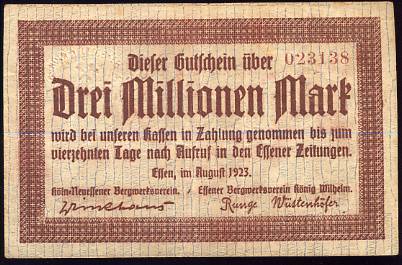 Dieser Gutschein über 023138
Drei Millionen Mark
wird bei unseren Kassen in Zahlung genommen bis zum
vierzehnten Tage nach Aufruf in den Essener Zeitungen.
Essen, im August 1923.
Köln-Neuessener Bergwerksverein. Essener Bergwerksverein König Wilhelm.
Winkhaus Runge Wüstenhöfer